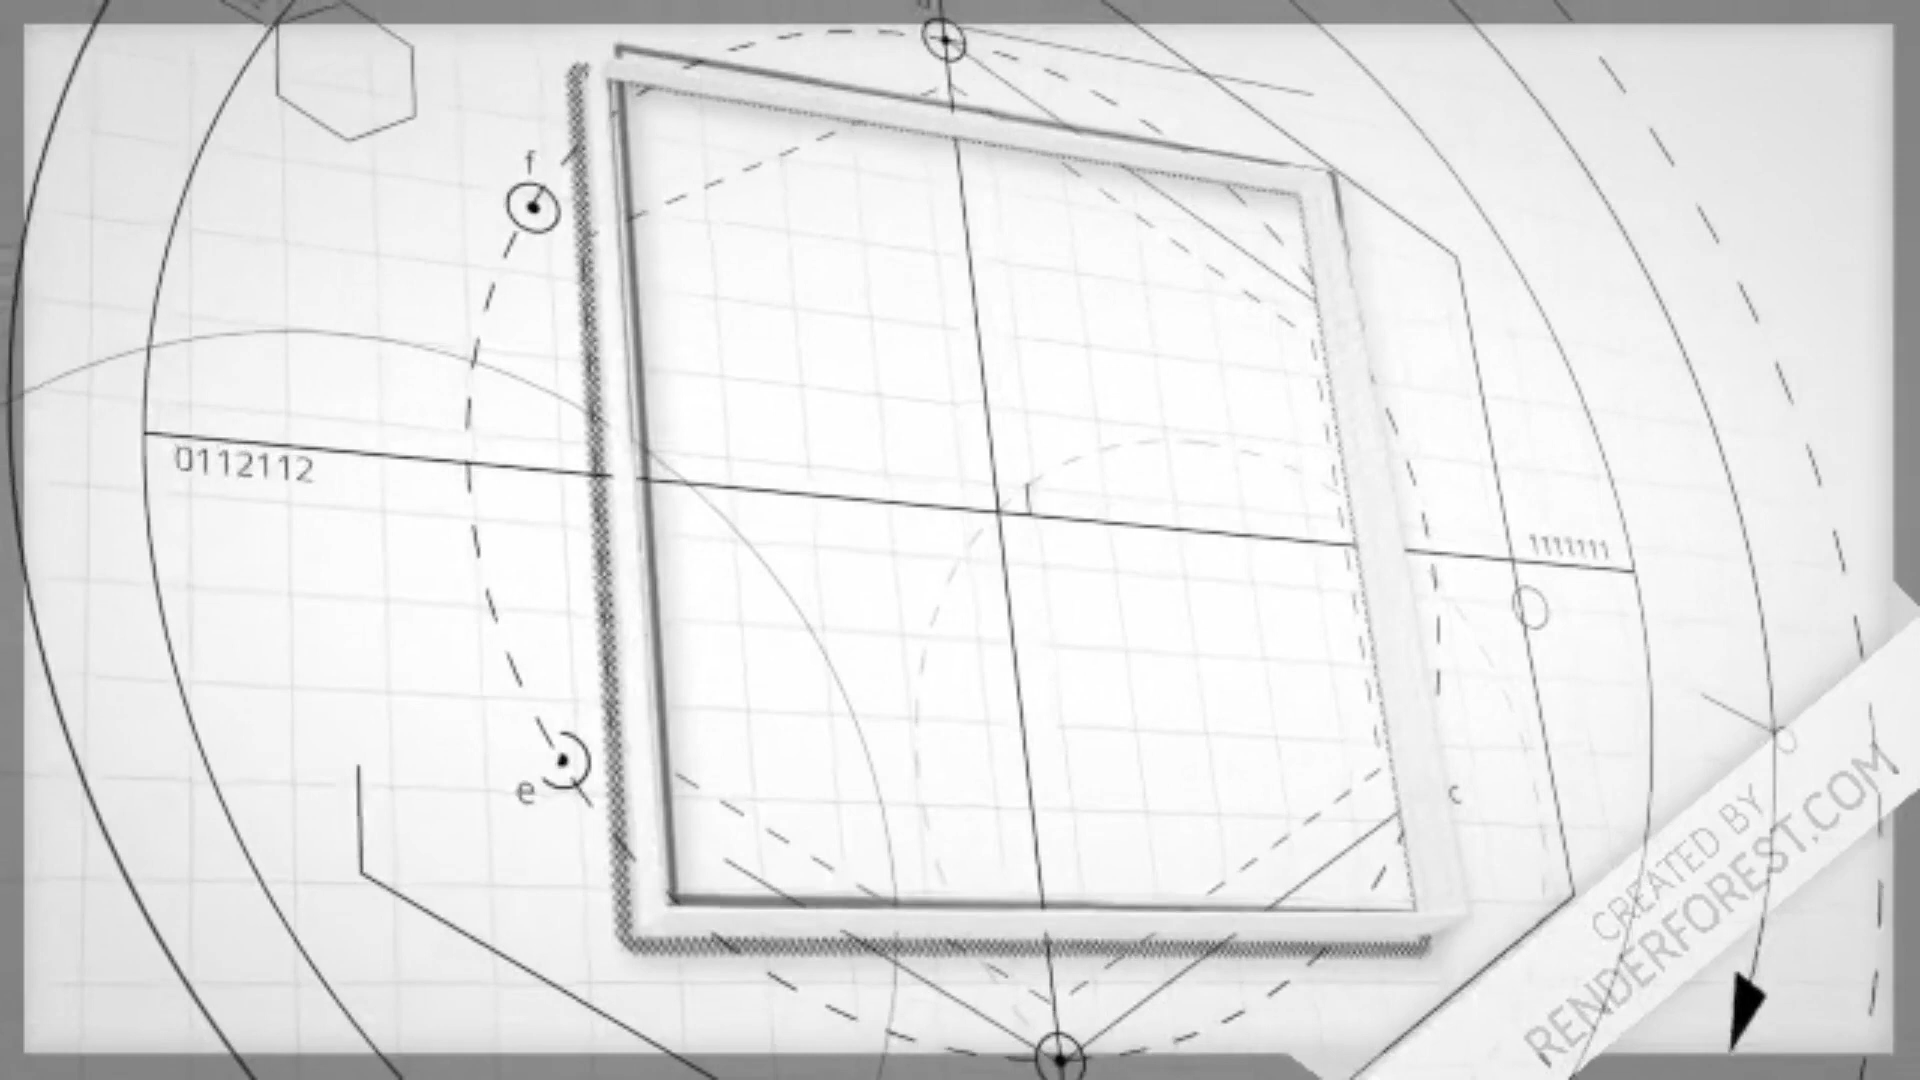 f
0112112
1111111
e
c
CREATED BY
RENDERFOREST.COM